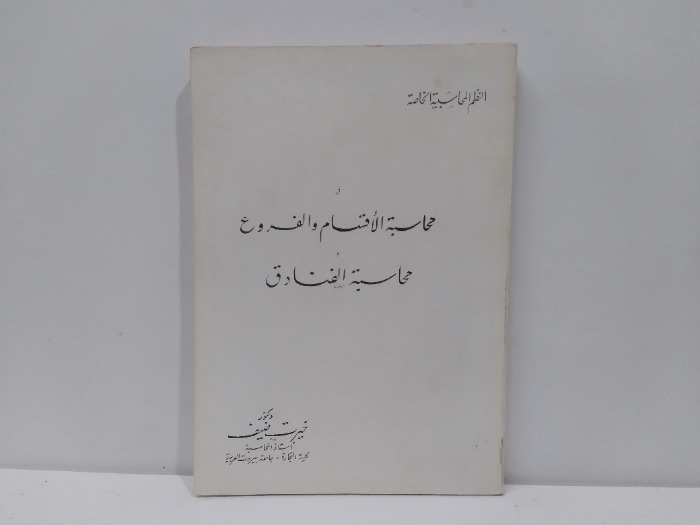 النظم المحاسبية الخاصة
في
محاسبة الأقسام والفروع
و
محاسبة الفنادق
دكتور
خيرت ضيف
أستاذ المحاسبة
كلية التجارة - جامعة بيروت العربية